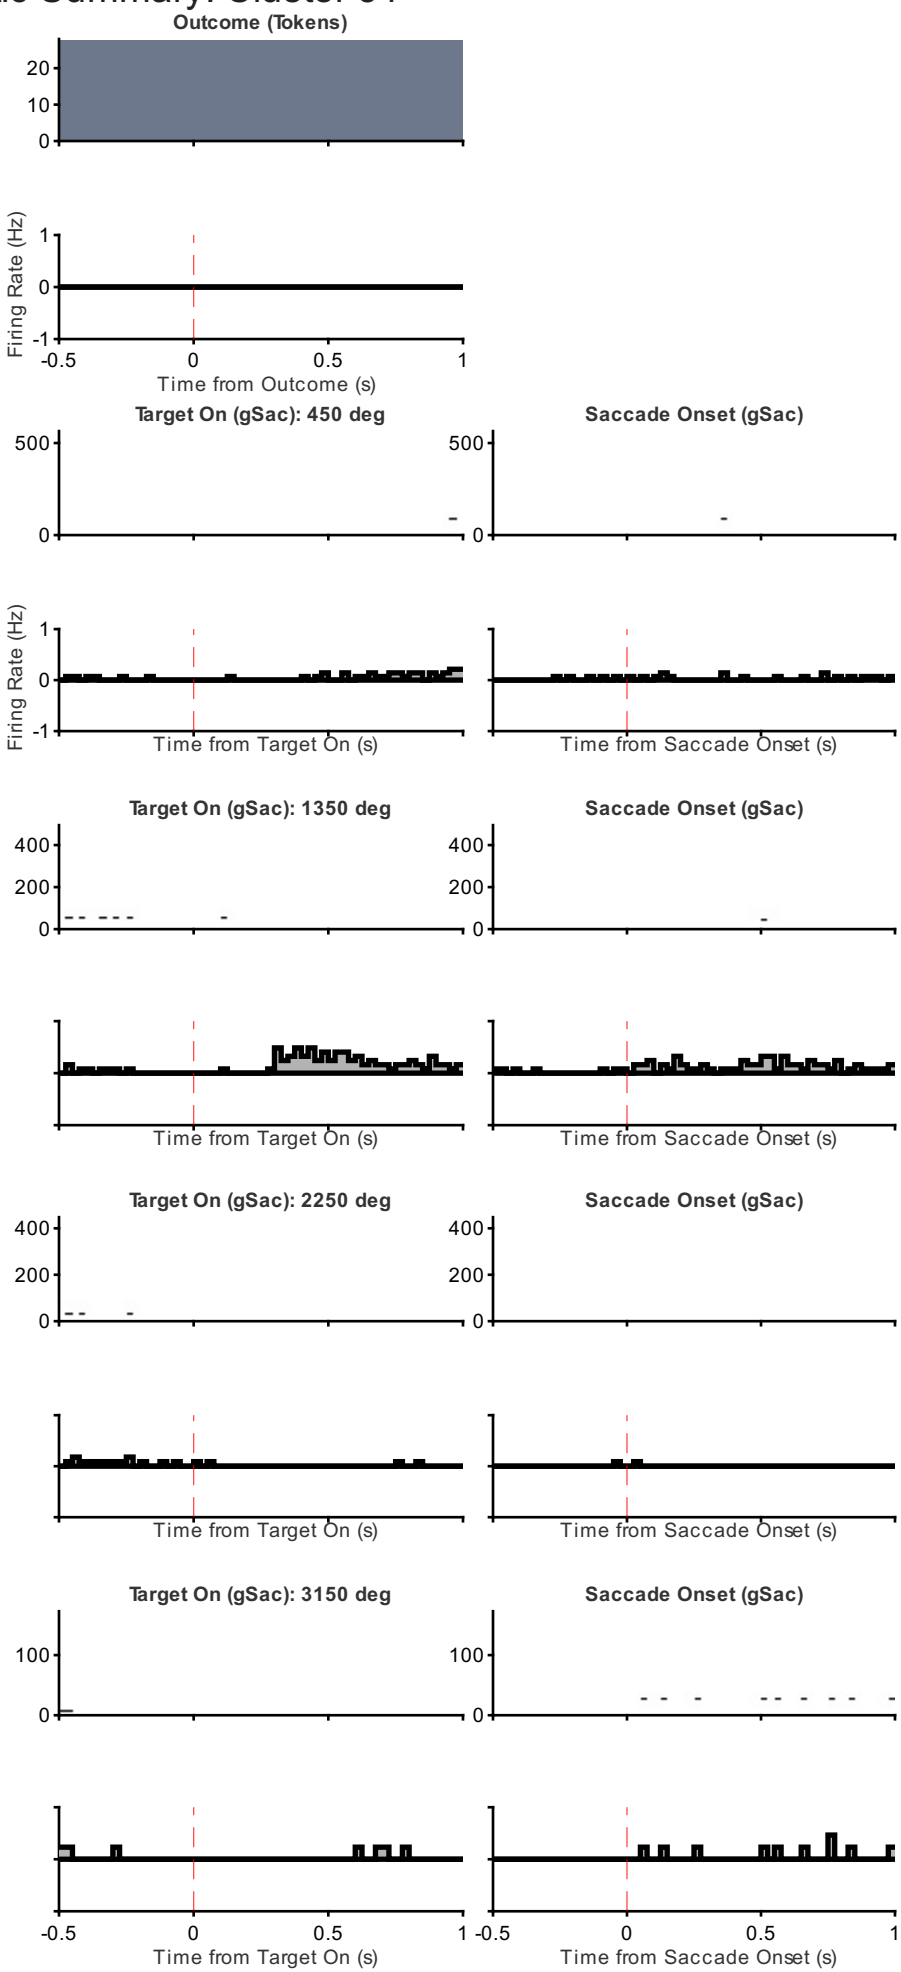 Summary: Cluster
Outcome (Tokens)
20
10
0
Firing Rate (Hz)
1
0
-1
-0.5 0 0.5 1
Time from Outcome (s)
Target On (gSac): 450 deg
Saccade Onset (gSac)
500
0
500
0
Firing Rate (Hz)
1
0
-1
Time from Target On (s)
Time from Saccade Onset (s)
Target On (gSac): 1350 deg
Saccade Onset (gSac)
400
200
0
400
200
0
Time from Target On (s)
Time from Saccade Onset (s)
Target On (gSac): 2250 deg
Saccade Onset (gSac)
400
200
0
400
200
0
Time from Target On (s)
Time from Saccade Onset (s)
Target On (gSac): 3150 deg
Saccade Onset (gSac)
100
0
100
0
-0.5 0 0.5 1
Time from Target On (s)
-0.5 0 0.5 1
Time from Saccade Onset (s)